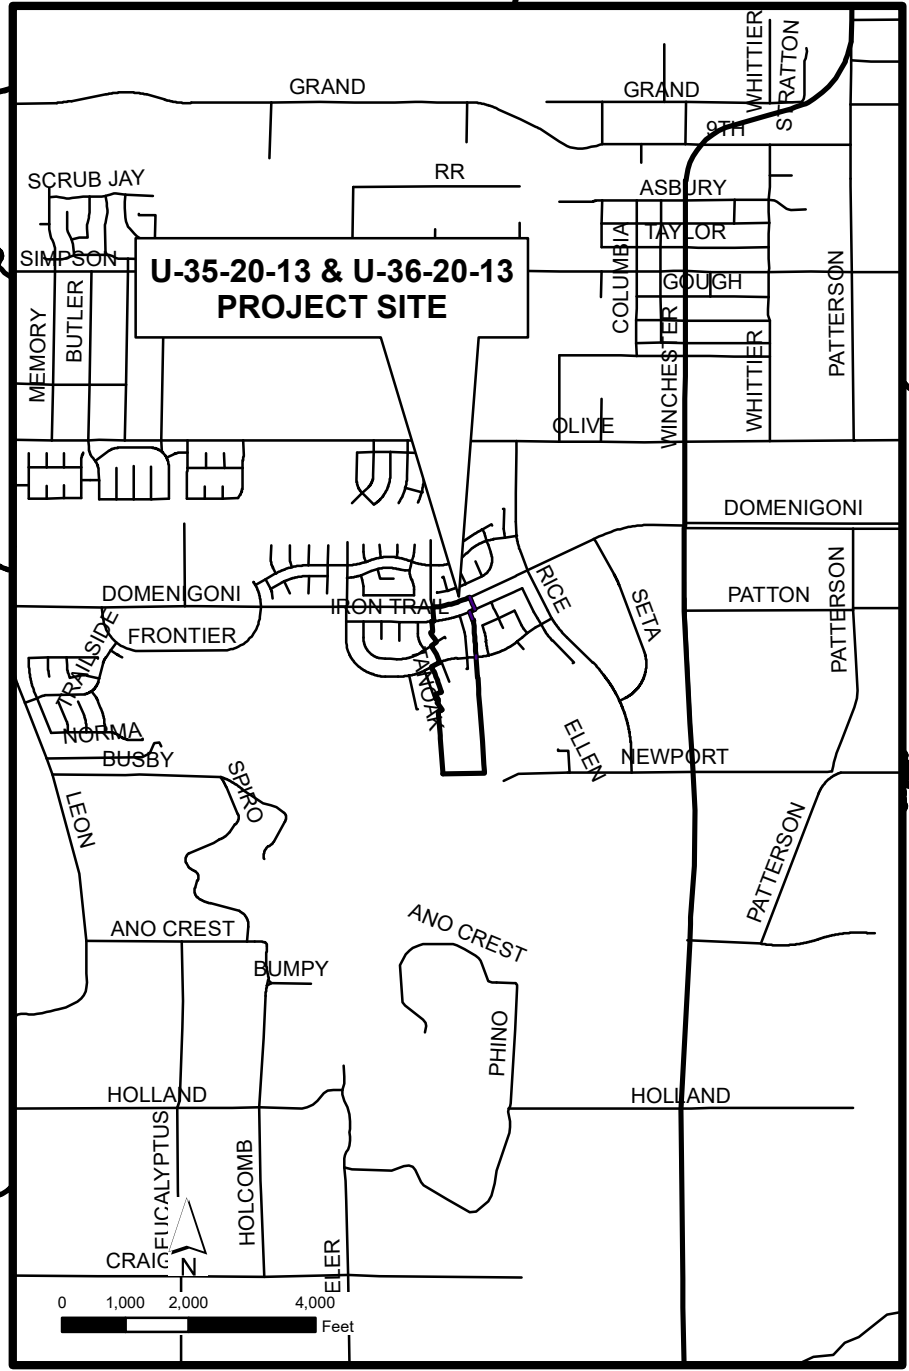 WHITTIER
STRATTON
GRAND
GRAND
9TH
RR
SCRUB JAY
ASBURY
COLUMBIA
TAYLOR
SIMPSON
U-35-20-13 & U-36-20-13
PROJECT SITE
GOUGH
PATTERSON
MEMORY
BUTLER
WINCHESTER
WHITTIER
OLIVE
DOMENIGONI
DOMENIGONI
IRON TRAIL
RICE
SETA
PATTON
PATTERSON
TRAILSIDE
FRONTIER
TANOAK
NORMA
BUSBY
ELLEN
NEWPORT
LEON
SPIRO
PATTERSON
ANO CREST
ANO CREST
BUMPY
PHINO
HOLLAND
HOLLAND
EUCALYPTUS
HOLCOMB
CRAIG
N
ELER
0 1,000 2,000 4,000
Feet